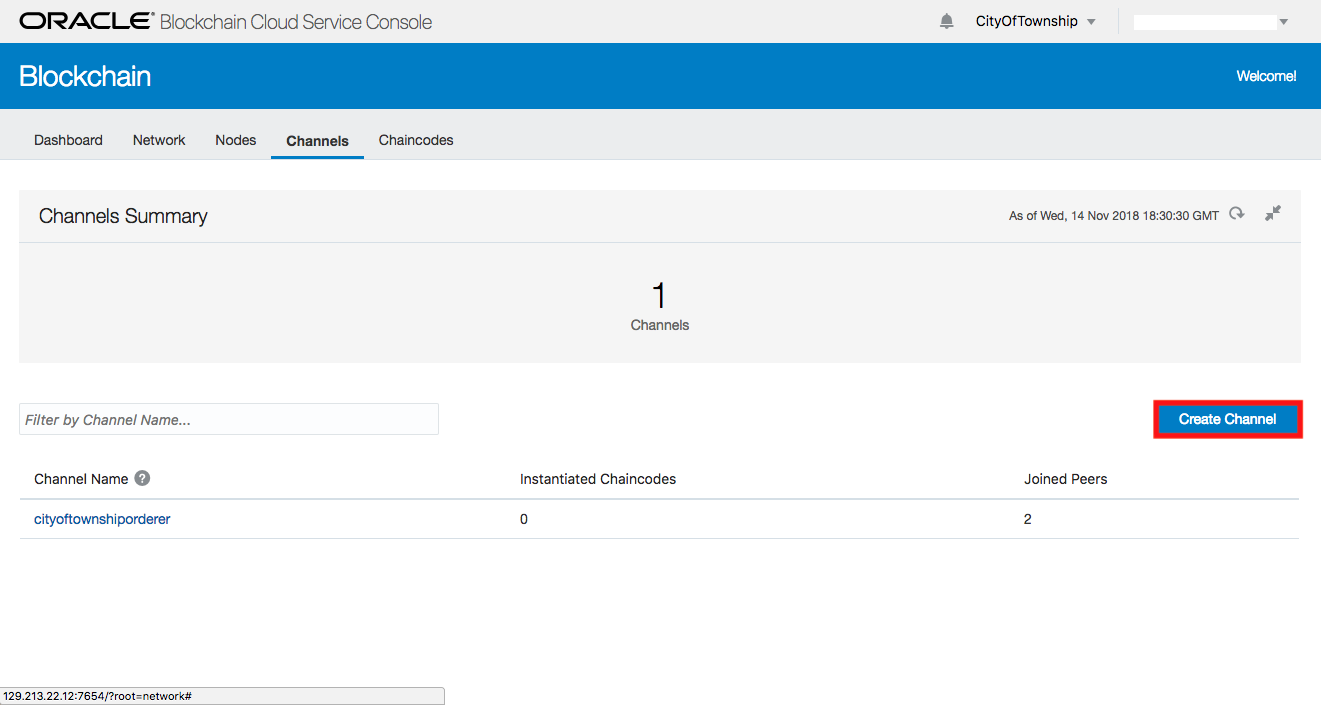 ORACLE® Blockchain Cloud Service Console CityOfTownship
Blockchain Welcome!
Dashboard Network Nodes Channels Chaincodes
Channels Summary As of Wed, 14 Nov 2018 18:30:30 GMT
1
Channels
Filter by Channel Name... Create Channel
Channel Name ? Instantiated Chaincodes Joined Peers
cityoftownshiporderer 0 2
129.213.22.12:7654/?root=network#